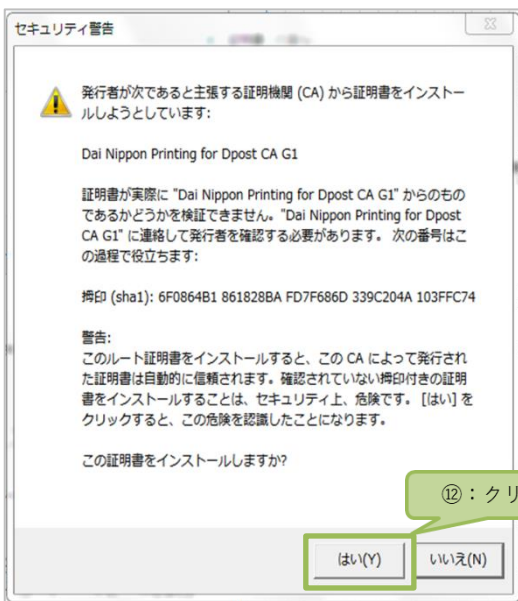 セキュリティ警告
発行者が次であると主張する証明機関 (CA) から証明書をインストー
ルしようとしています:
Dai Nippon Printing for Dpost CA G1
証明書が実際に "Dai Nippon Printing for Dpost CA G1" からのもの
であるかどうかを検証できません。"Dai Nippon Printing for Dpost
CA G1" に連絡して発行者を確認する必要があります。 次の番号はこ
の過程で役立ちます:
拇印 (sha1): 6F0864B1 861828BA FD7F686D 339C204A 103FFC74
警告:
このルート証明書をインストールすると、この CA によって発行され
た証明書は自動的に信頼されます。確認されていない拇印付きの証明
書をインストールすることは、セキュリティ上、危険です。 [はい] を
クリックすると、この危険を認識したことになります。
この証明書をインストールしますか?
⑫：クリ
はい(Y) いいえ(N)